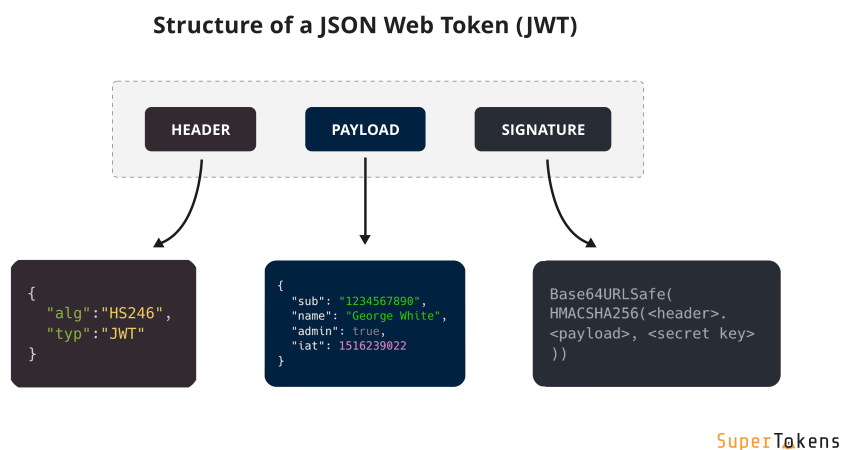 Structure of a JSON Web Token (JWT)
HEADER
PAYLOAD
SIGNATURE
{
"alg":"HS246",
"typ":"JWT"
}
{
"sub": "1234567890",
"name": "George White",
"admin": true,
"iat": 1516239022
}
Base64URLSafe(
HMACSHA256(<header>.
<payload>, <secret key>
))
SuperTokens